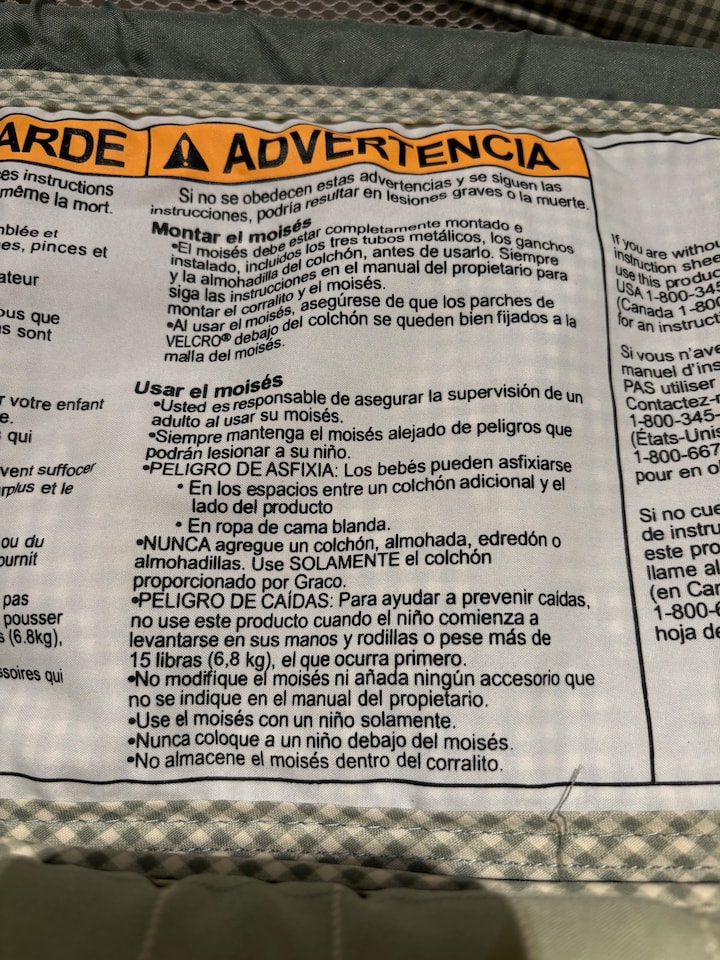 ARDE
es instructions
même la mort.
mblée et
es, pinces et
ateur
ous que
s sont
r votre enfant
e.
qui
vent suffocer
rplus et le
ou du
ournit
pas
pousser
s (6.8kg),
ssoires qui
ADVERTENCIA
Si no se obedecen estas advertencias y se siguen las
instrucciones, podría resultar en lesiones graves o la muerte.
Montar el moisés
•El moisés debe estar completamente montado e
instalado, incluidos los tres tubos metálicos, los ganchos
y la almohadilla del colchón, antes de usarlo. Siempre
siga las instrucciones en el manual del propietario para
montar el corralito y el moisés.
•Al usar el moisés, asegúrese de que los parches de
VELCRO® debajo del colchón se queden bien fijados a la
malla del moisés.
Usar el moisés
•Usted es responsable de asegurar la supervisión de un
adulto al usar su moisés.
•Siempre mantenga el moisés alejado de peligros que
podrán lesionar a su niño.
•PELIGRO DE ASFIXIA: Los bebés pueden asfixiarse
• En los espacios entre un colchón adicional y el
lado del producto
• En ropa de cama blanda.
•NUNCA agregue un colchón, almohada, edredón o
almohadillas. Use SOLAMENTE el colchón
proporcionado por Graco.
•PELIGRO DE CAÍDAS: Para ayudar a prevenir caídas,
no use este producto cuando el niño comienza a
levantarse en sus manos y rodillas o pese más de
15 libras (6,8 kg), el que ocurra primero.
•No modifique el moisés ni añada ningún accesorio que
no se indique en el manual del propietario.
•Use el moisés con un niño solamente.
•Nunca coloque a un niño debajo del moisés.
•No almacene el moisés dentro del corralito.
If you are withou
instruction shee
use this produc
USA 1-800-345
(Canada 1-800
for an instructi
Si vous n'ave
manuel d'ins
PAS utiliser
Contactez-n
1-800-345-
(États-Unis
1-800-667
pour en o
Si no cue
de instru
este pro
llame al
(en Can
1-800-
hoja de